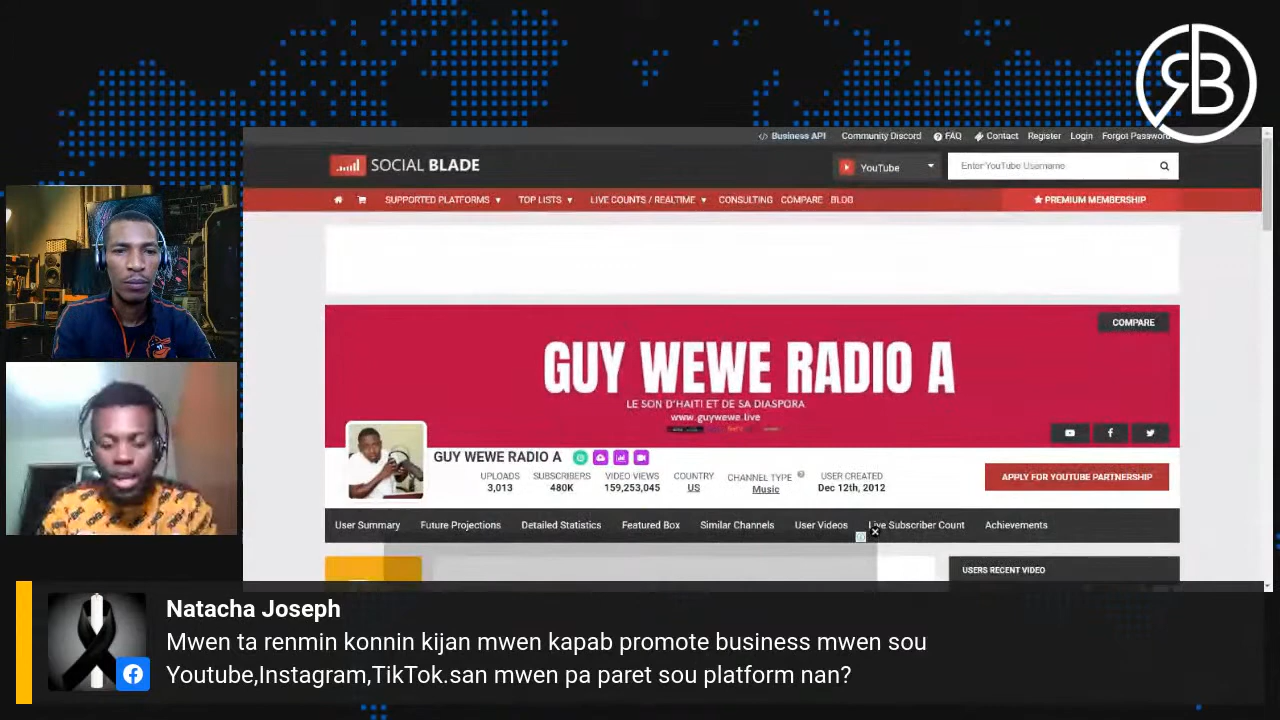 RB
Business API Community Discord FAQ Contact Register Login Forgot Password
SOCIAL BLADE
YouTube
Enter YouTube Username
SUPPORTED PLATFORMS TOP LISTS LIVE COUNTS / REALTIME CONSULTING COMPARE BLOG
PREMIUM MEMBERSHIP
COMPARE
GUY WEWE RADIO A
LE SON D'HAITI ET DE SA DIASPORA
www.guywewe.live
GUY WEWE RADIO A
UPLOADS SUBSCRIBERS VIDEO VIEWS COUNTRY CHANNEL TYPE USER CREATED
3,013 480K 159,253,045 US Music Dec 12th, 2012
APPLY FOR YOUTUBE PARTNERSHIP
User Summary Future Projections Detailed Statistics Featured Box Similar Channels User Videos Live Subscriber Count Achievements
USERS RECENT VIDEO
Natacha Joseph
Mwen ta renmin konnin kijan mwen kapab promote business mwen sou
Youtube,Instagram,TikTok.san mwen pa paret sou platform nan?